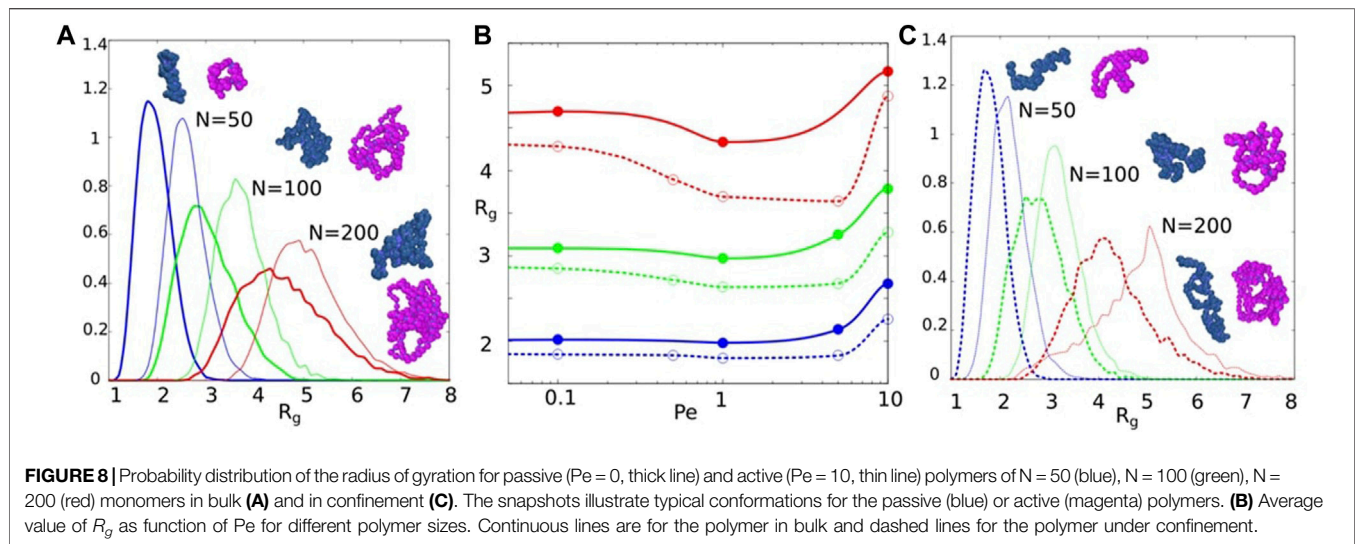 A
1.4
1.2
1
0.8
0.6
0.4
0.2
0
N=50
N=100
N=200
1 2 3 4 5 6 7 8
Rg
B
5
4
Rg
3
2
0.1 1 10
Pe
C
1.4
1.2
1
0.8
0.6
0.4
0.2
0
N=50
N=100
N=200
1 2 3 4 5 6 7 8
Rg
FIGURE 8 | Probability distribution of the radius of gyration for passive (Pe = 0, thick line) and active (Pe = 10, thin line) polymers of N = 50 (blue), N = 100 (green), N =
200 (red) monomers in bulk (A) and in confinement (C). The snapshots illustrate typical conformations for the passive (blue) or active (magenta) polymers. (B) Average
value of Rg as function of Pe for different polymer sizes. Continuous lines are for the polymer in bulk and dashed lines for the polymer under confinement.